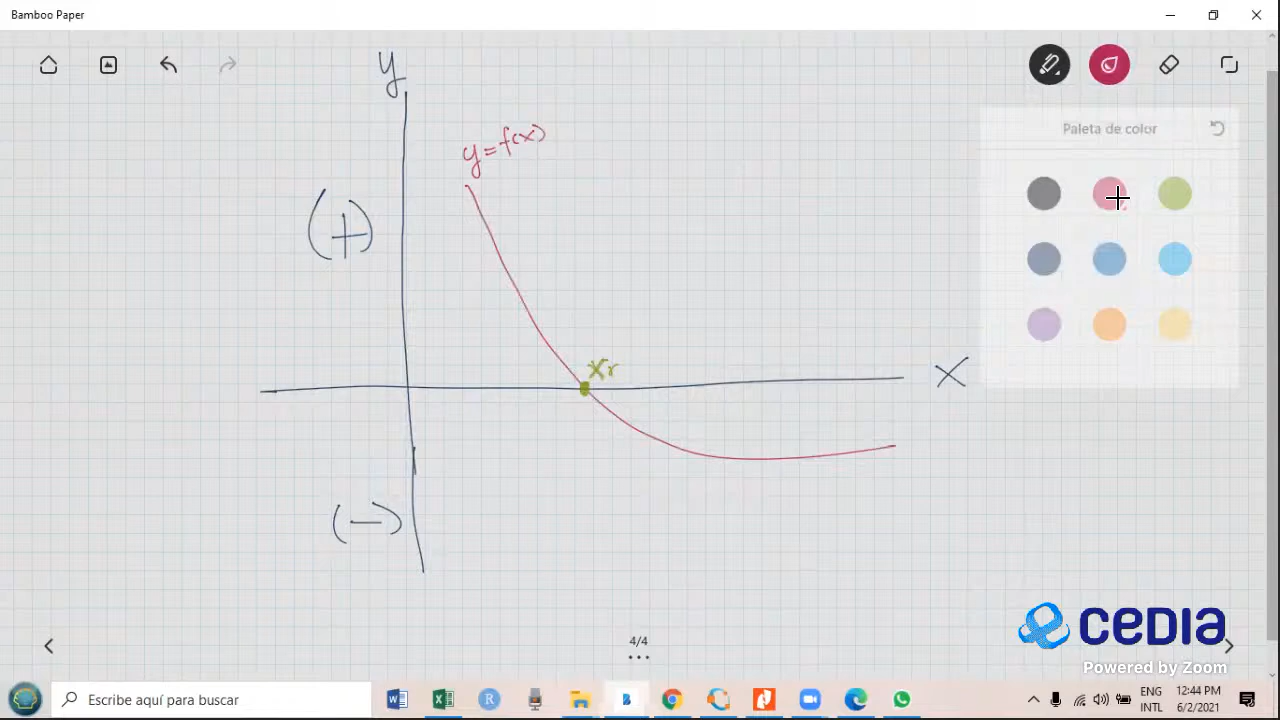 Bamboo Paper
y
y=f(x)
Paleta de color
(+)
Xr
X
(-)
4/4
cedia
Powered by Zoom
Escribe aquí para buscar
ENG
INTL
12:44 PM
6/2/2021